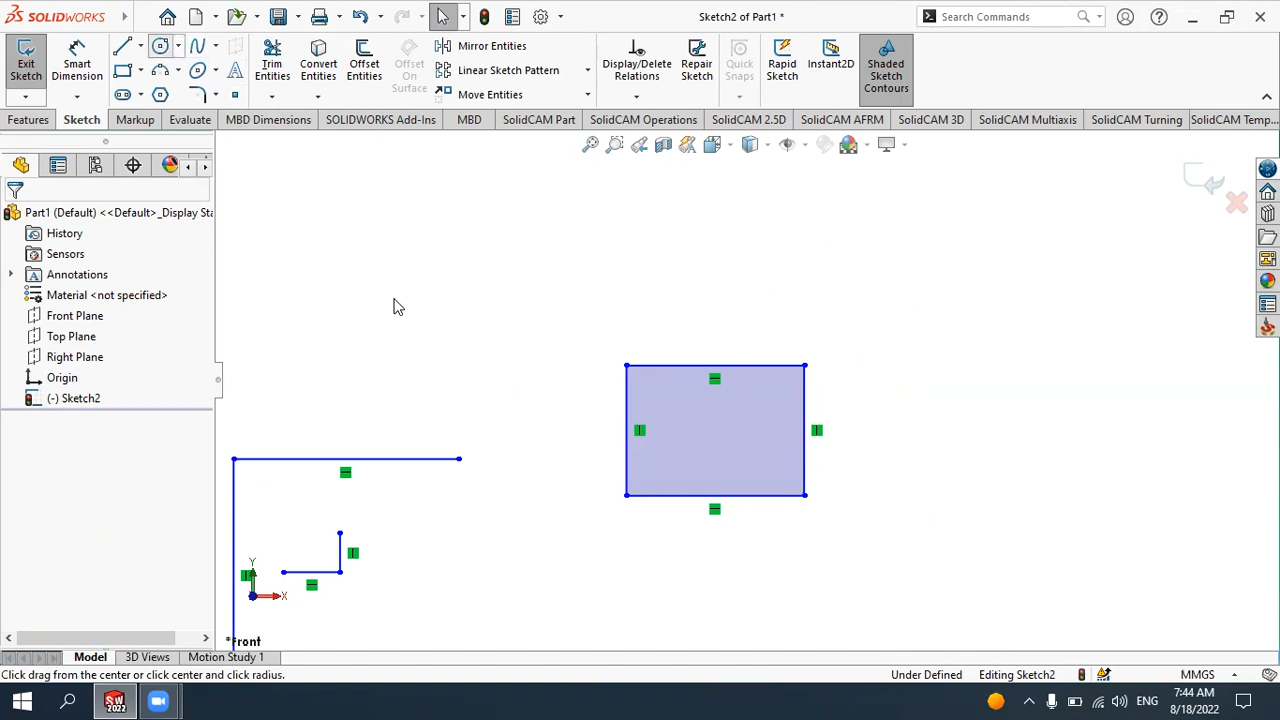 SOLIDWORKS
Sketch2 of Part1 *
Search Commands
Exit Sketch
Smart Dimension
Trim Entities
Convert Entities
Offset Entities
Offset On Surface
Mirror Entities
Linear Sketch Pattern
Move Entities
Display/Delete Relations
Repair Sketch
Quick Snaps
Rapid Sketch
Instant2D
Shaded Sketch Contours
Features
Sketch
Markup
Evaluate
MBD Dimensions
SOLIDWORKS Add-Ins
MBD
SolidCAM Part
SolidCAM Operations
SolidCAM 2.5D
SolidCAM AFRM
SolidCAM 3D
SolidCAM Multiaxis
SolidCAM Turning
SolidCAM Temp...
Part1 (Default) <<Default>_Display Sta
History
Sensors
Annotations
Material <not specified>
Front Plane
Top Plane
Right Plane
Origin
(-) Sketch2
Y
X
*Front
Model
3D Views
Motion Study 1
Click drag from the center or click center and click radius.
Under Defined
Editing Sketch2
MMGS
SW 2022
ENG
7:44 AM
8/18/2022